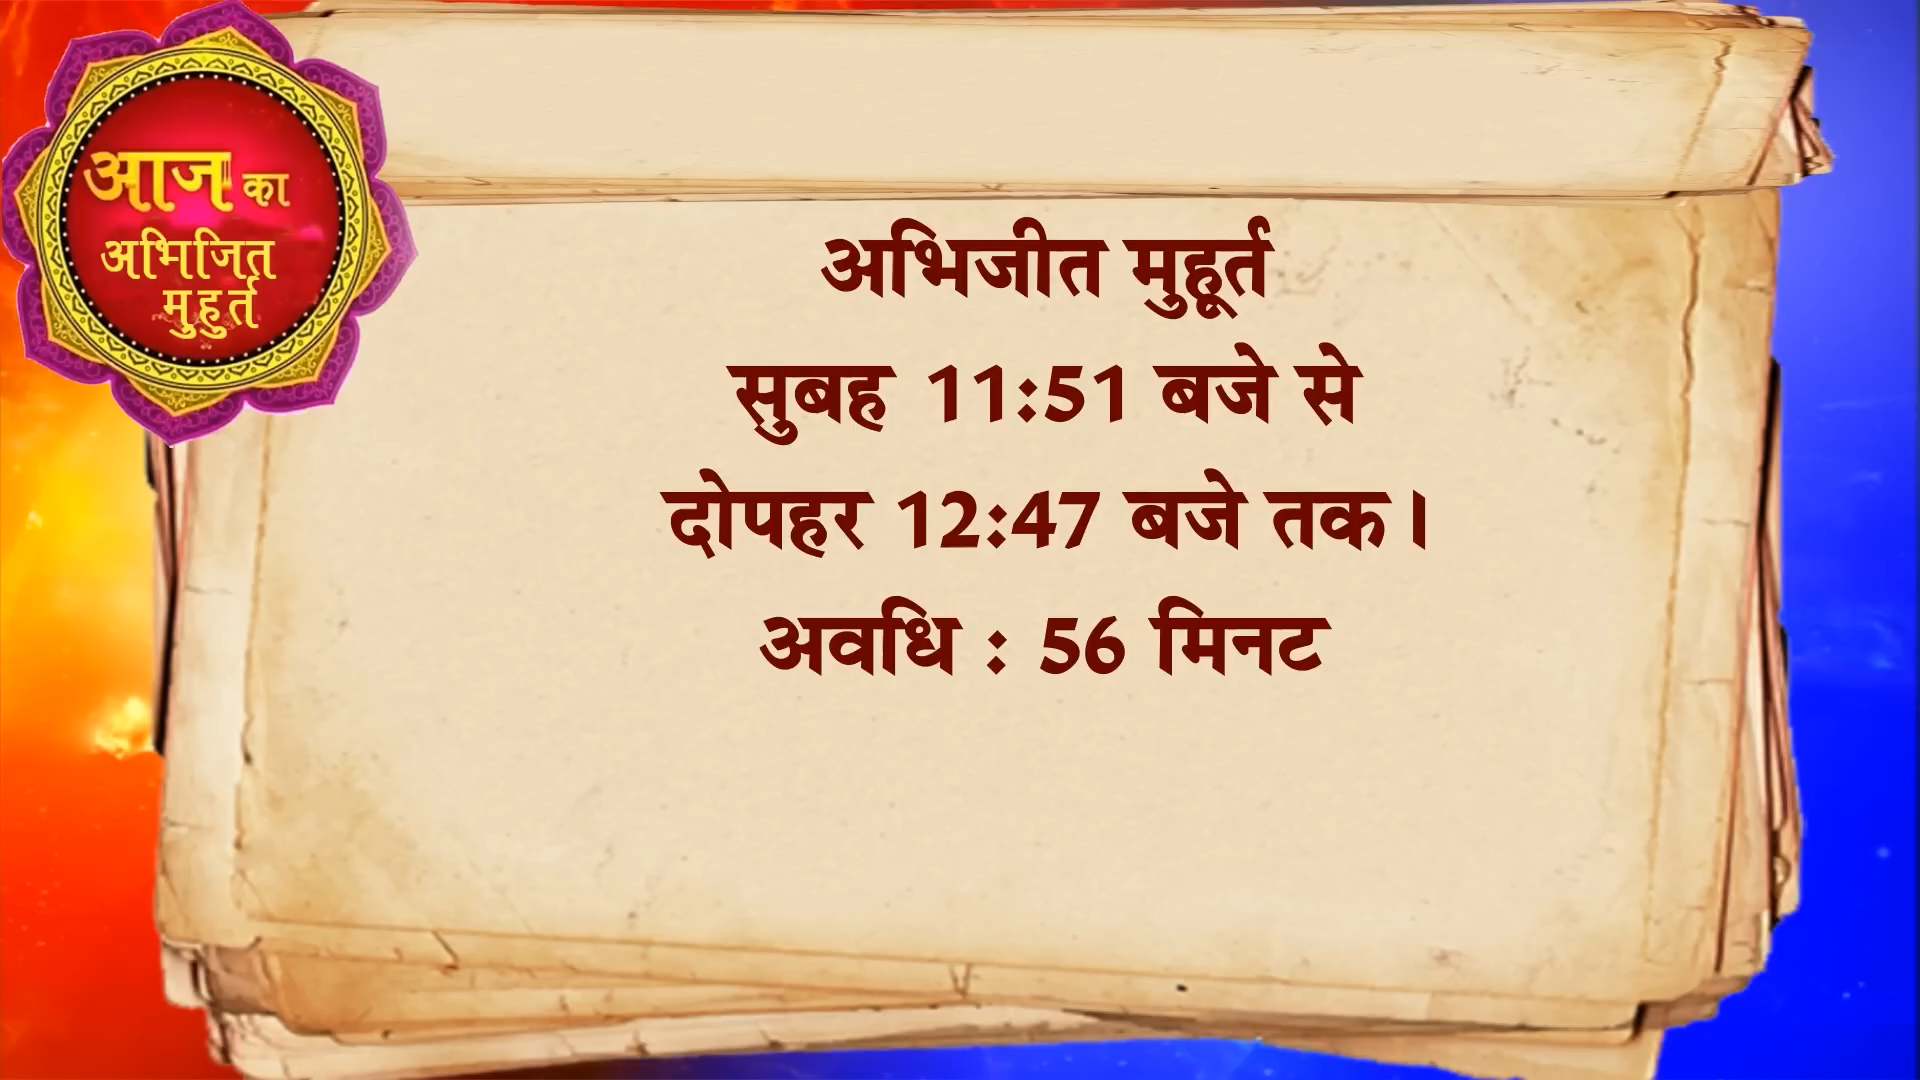 आज का
अभिजित
मुहुर्त
अभिजीत मुहूर्त
सुबह 11:51 बजे से
दोपहर 12:47 बजे तक।
अवधि : 56 मिनट